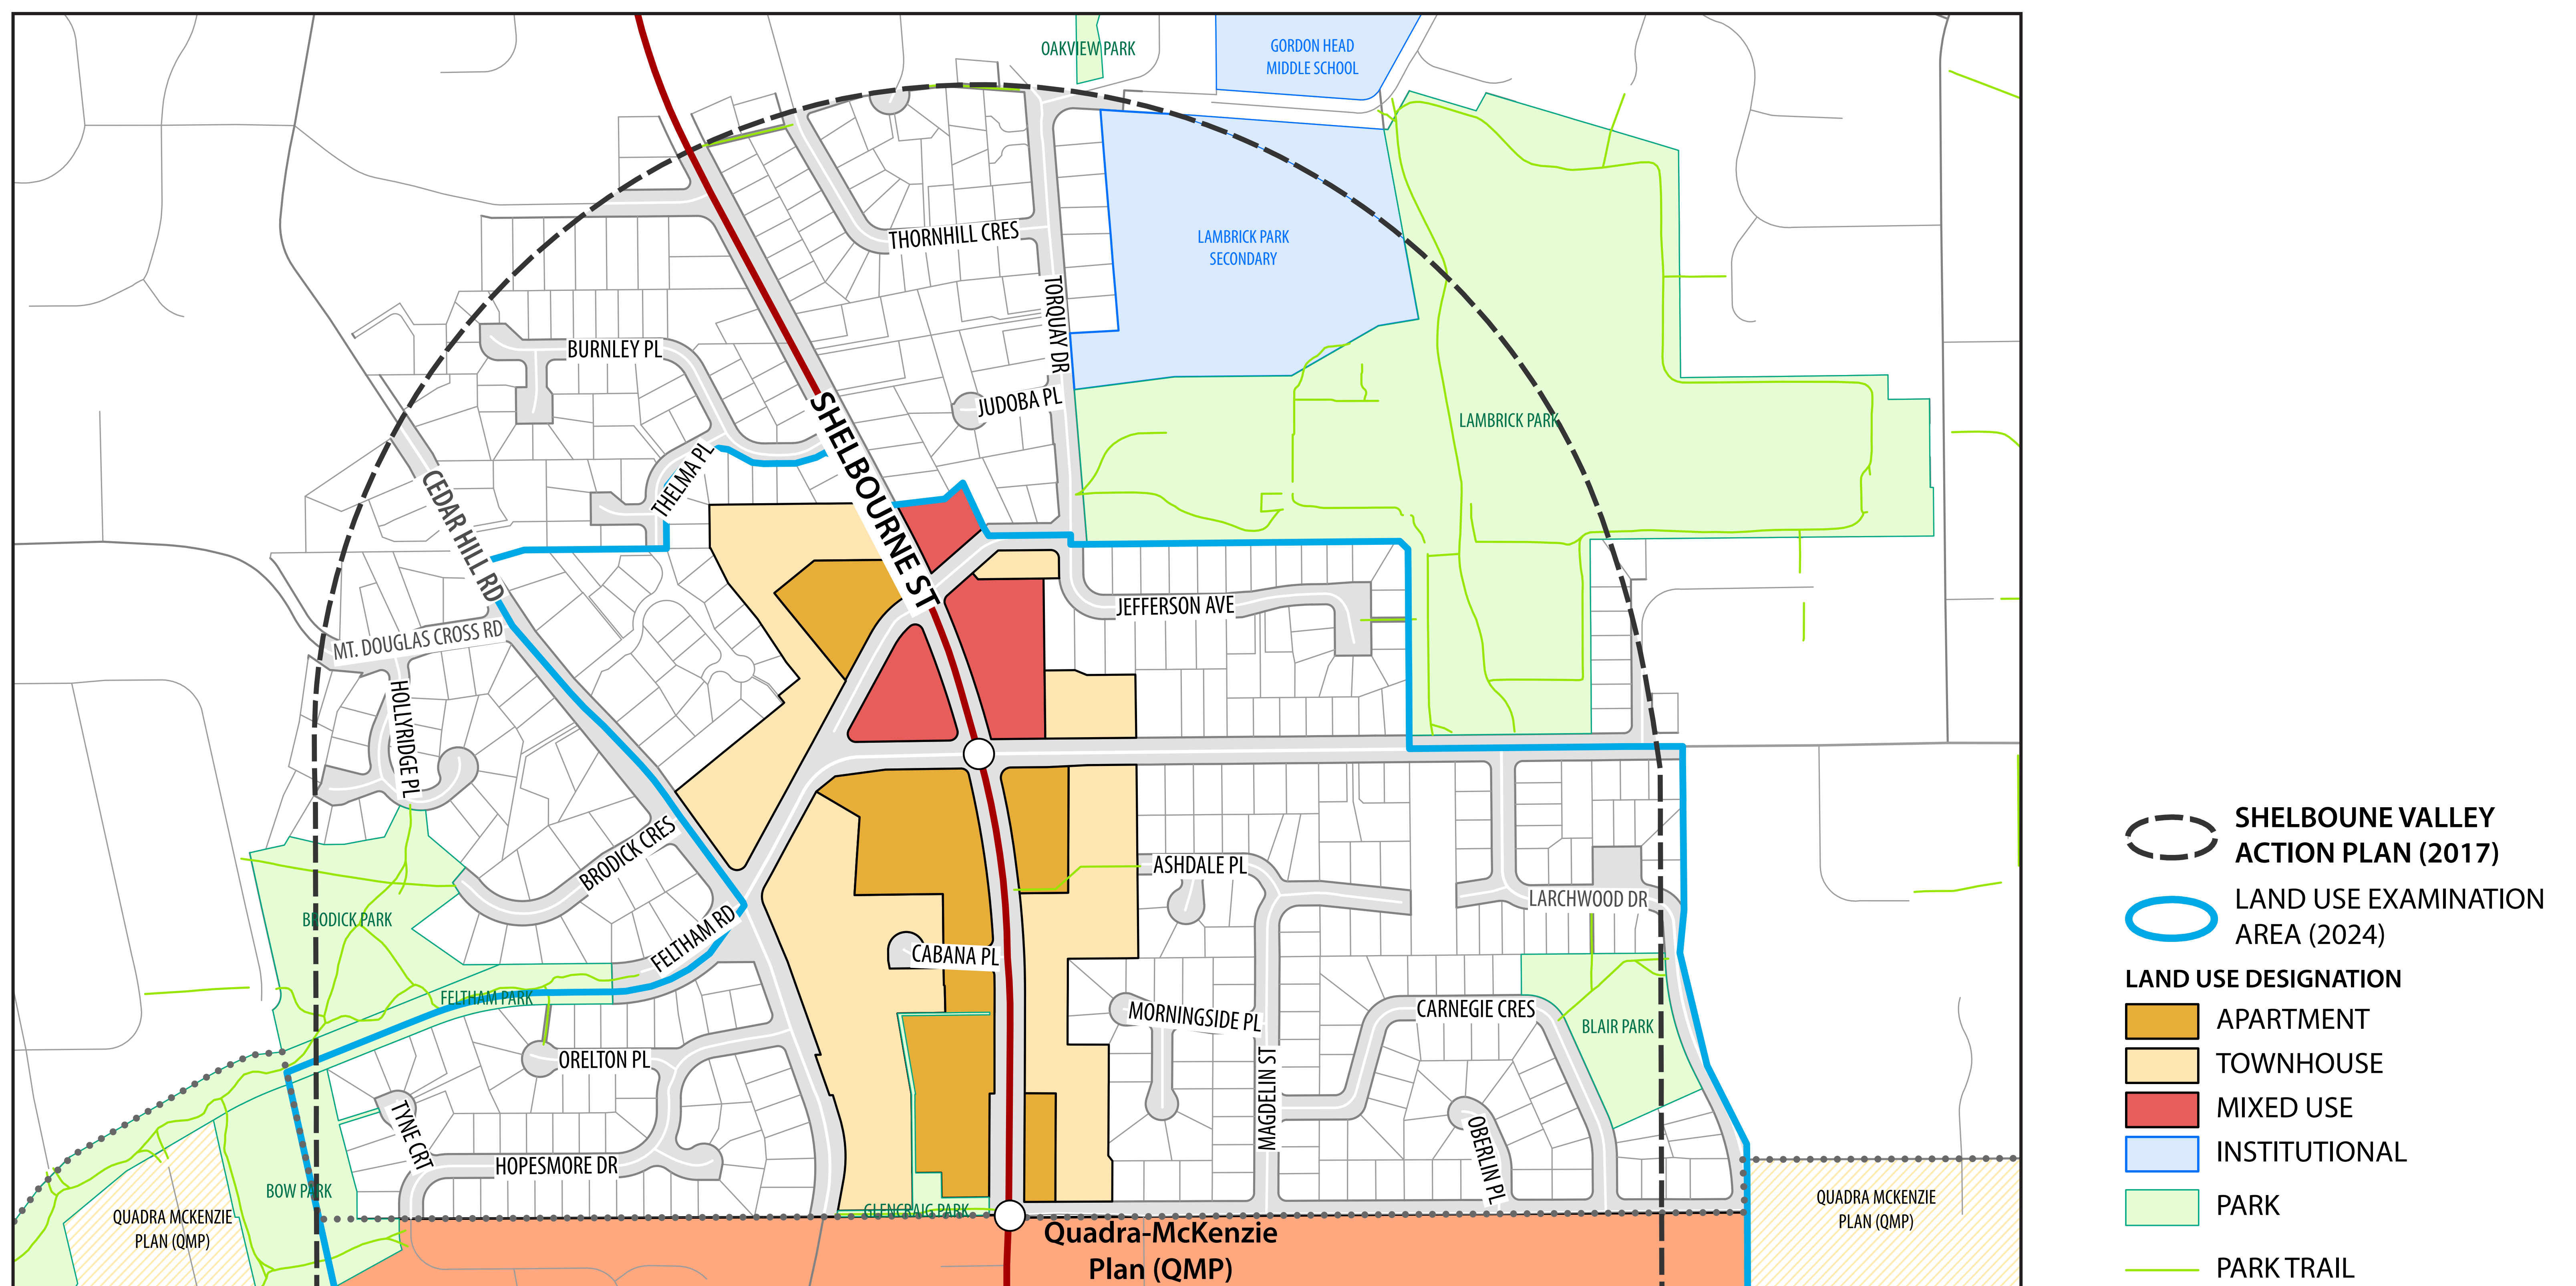 OAKVIEW PARK
GORDON HEAD
MIDDLE SCHOOL
THORNHILL CRES
LAMBRICK PARK
SECONDARY
TORQUAY DR
BURNLEY PL
JUDOBA PL
SHELBOURNE ST
LAMBRICK PARK
THELMA PL
CEDAR HILL RD
JEFFERSON AVE
MT. DOUGLAS CROSS RD
HOLLYRIDGE PL
BRODICK CRES
ASHDALE PL
LARCHWOOD DR
BRODICK PARK
FELTHAM RD
CABANA PL
FELTHAM PARK
MORNINGSIDE PL
CARNEGIE CRES
BLAIR PARK
ORELTON PL
MAGDELIN ST
TYNE CRT
OBERLIN PL
HOPESMORE DR
BOW PARK
GLENCRAIG PARK
QUADRA MCKENZIE
PLAN (QMP)
QUADRA MCKENZIE
PLAN (QMP)
Quadra-McKenzie
Plan (QMP)
SHELBOUNE VALLEY
ACTION PLAN (2017)
LAND USE EXAMINATION
AREA (2024)
LAND USE DESIGNATION
APARTMENT
TOWNHOUSE
MIXED USE
INSTITUTIONAL
PARK
PARK TRAIL